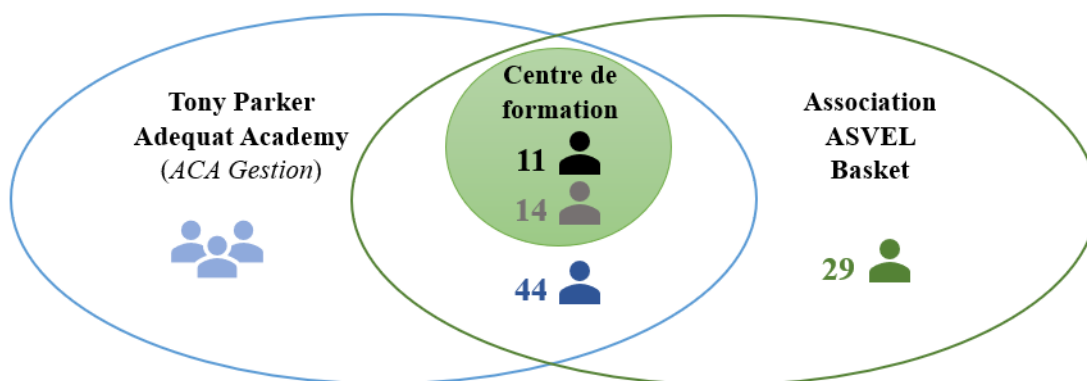 Tony Parker
Adequat Academy
(ACA Gestion)
Centre de
formation
11
14
44
Association
ASVEL
Basket
29